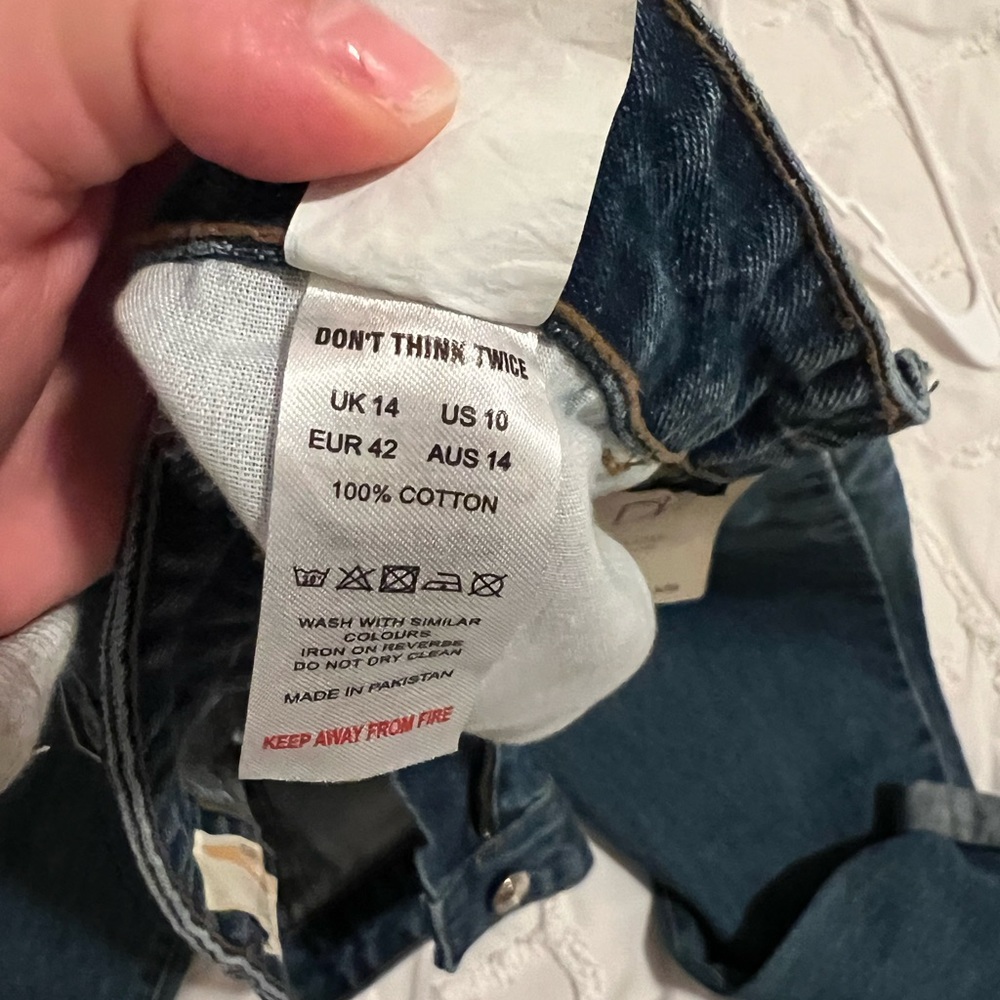 DON'T THINK TWICE
UK 14 US 10
EUR 42 AUS 14
100% COTTON
30°
WASH WITH SIMILAR
COLOURS
IRON ON REVERSE
DO NOT DRY CLEAN
MADE IN PAKISTAN
KEEP AWAY FROM FIRE